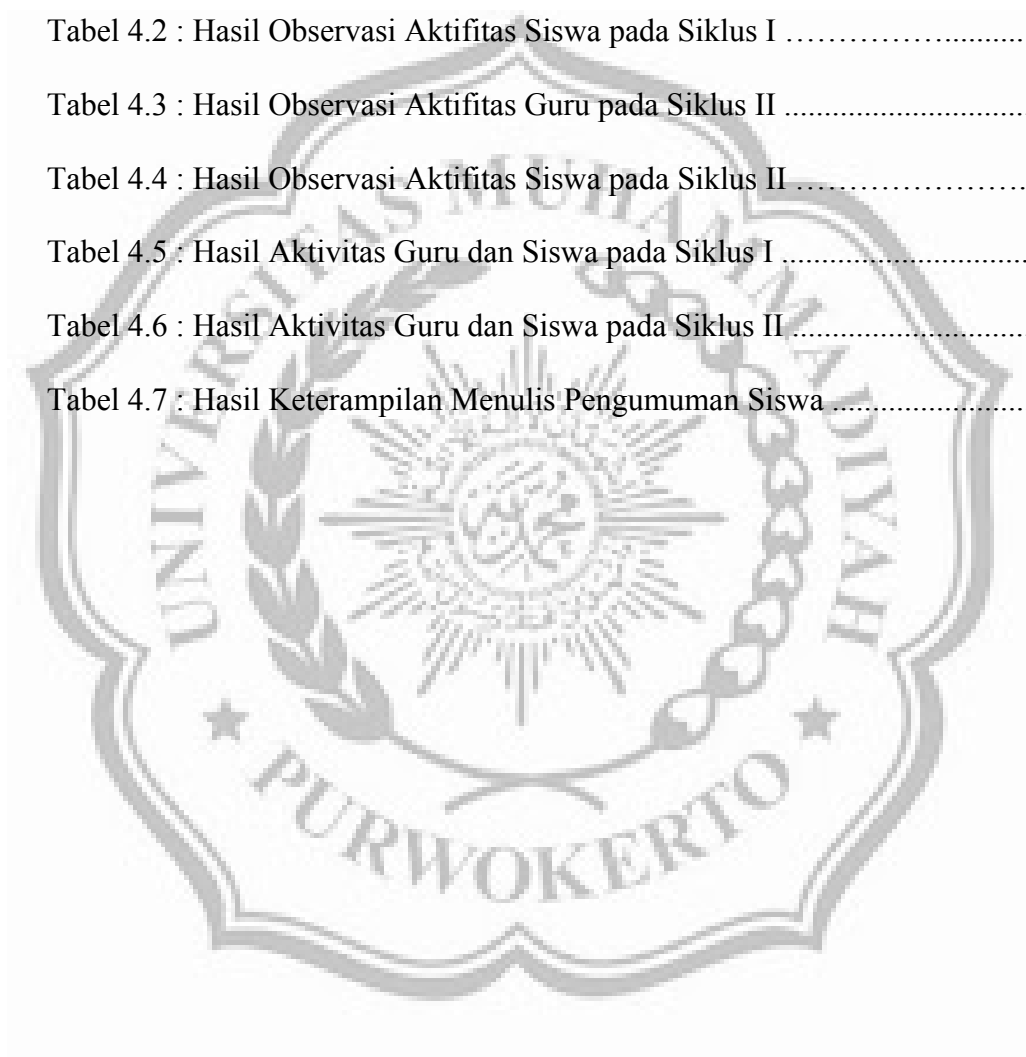 Tabel 4.2 : Hasil Observasi Aktifitas Siswa pada Siklus I ……………...........
Tabel 4.3 : Hasil Observasi Aktifitas Guru pada Siklus II ..............................
Tabel 4.4 : Hasil Observasi Aktifitas Siswa pada Siklus II ……………………
Tabel 4.5 : Hasil Aktivitas Guru dan Siswa pada Siklus I ...............................
Tabel 4.6 : Hasil Aktivitas Guru dan Siswa pada Siklus II .............................
Tabel 4.7 : Hasil Keterampilan Menulis Pengumuman Siswa ........................
UNIVERSITAS MUHAMMADIYAH
★ PURWOKERTO ★